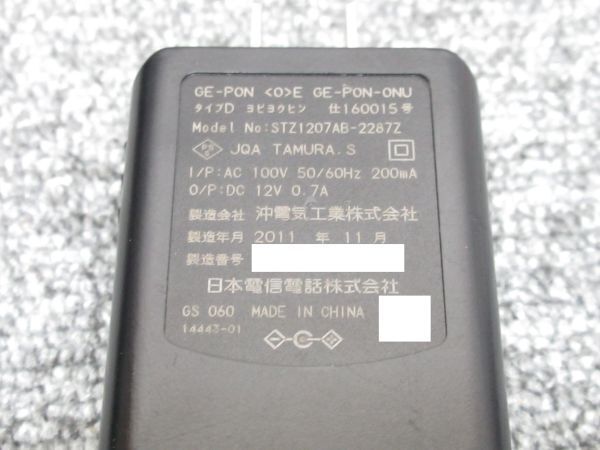 GE-PON <O>E GE-PON-ONU
タイプD ヨビヨウヒン 仕160015号
Model No:STZ1207AB-2287Z
PS E JQA TAMURA.S
I/P:AC 100V 50/60Hz 200mA
O/P:DC 12V 0.7A
製造会社 沖電気工業株式会社
製造年月 2011 年 11 月
製造番号
日本電信電話株式会社
GS 060 MADE IN CHINA
14443-01